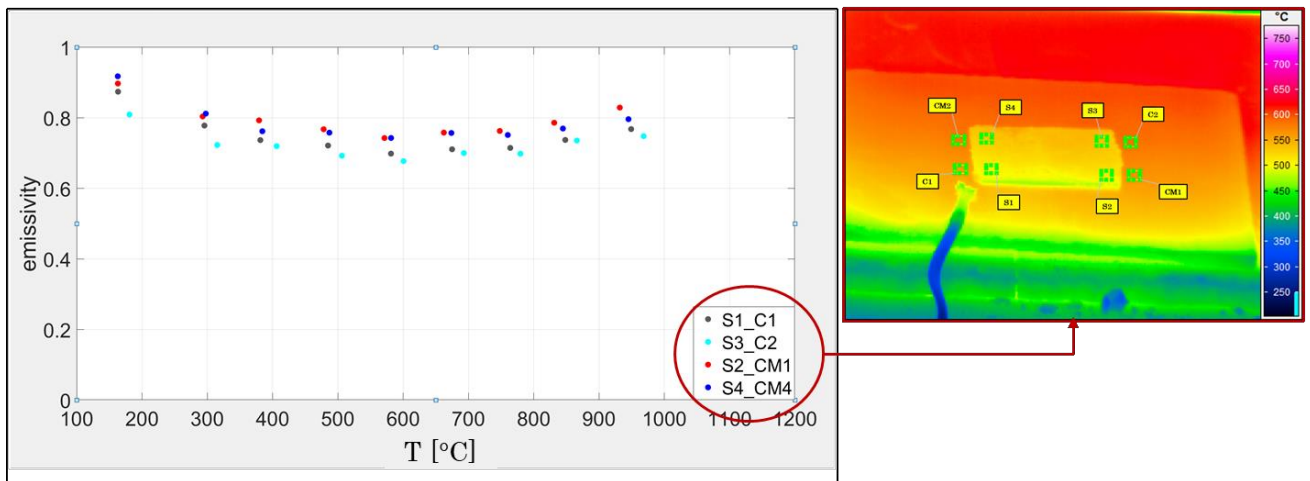 1
0.8
0.6
0.4
0.2
0
emissivity
100 200 300 400 500 600 700 800 900 1000 1100 1200
T [°C]
S1_C1
S3_C2
S2_CM1
S4_CM4
°C
750
700
650
600
550
500
450
400
350
300
250
CM2 S4 S3 C2
C1 S1 S2 CM1